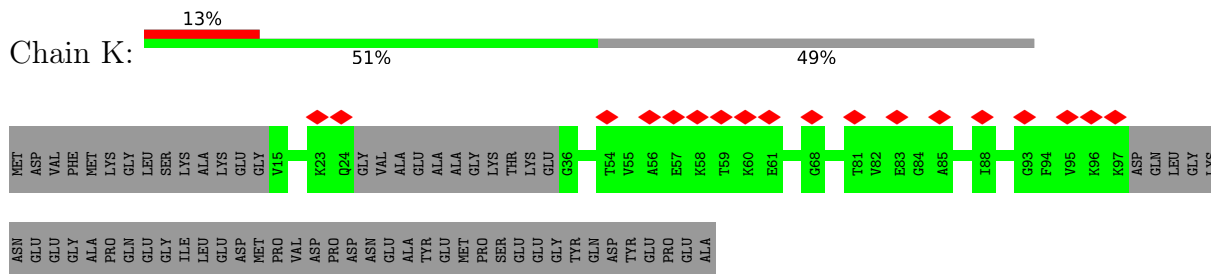 13%
Chain K:
51% 49%
MET ASP VAL PHE MET LYS GLY LEU SER LYS ALA LYS GLU GLY V15 K23 Q24 GLY VAL ALA GLU ALA ALA GLY LYS THR LYS GLU G36 T54 V55 A56 E57 K58 T59 K60 E61 G68 T81 V82 E83 G84 A85 I88 G93 F94 V95 K96 K97 ASP GLN LEU GLY LYS
ASN GLU GLU GLY ALA PRO GLN GLU GLY ILE LEU GLU ASP MET PRO VAL ASP PRO ASP ASN GLU ALA TYR GLU MET PRO SER GLU GLU GLY TYR GLN ASP TYR GLU PRO GLU ALA